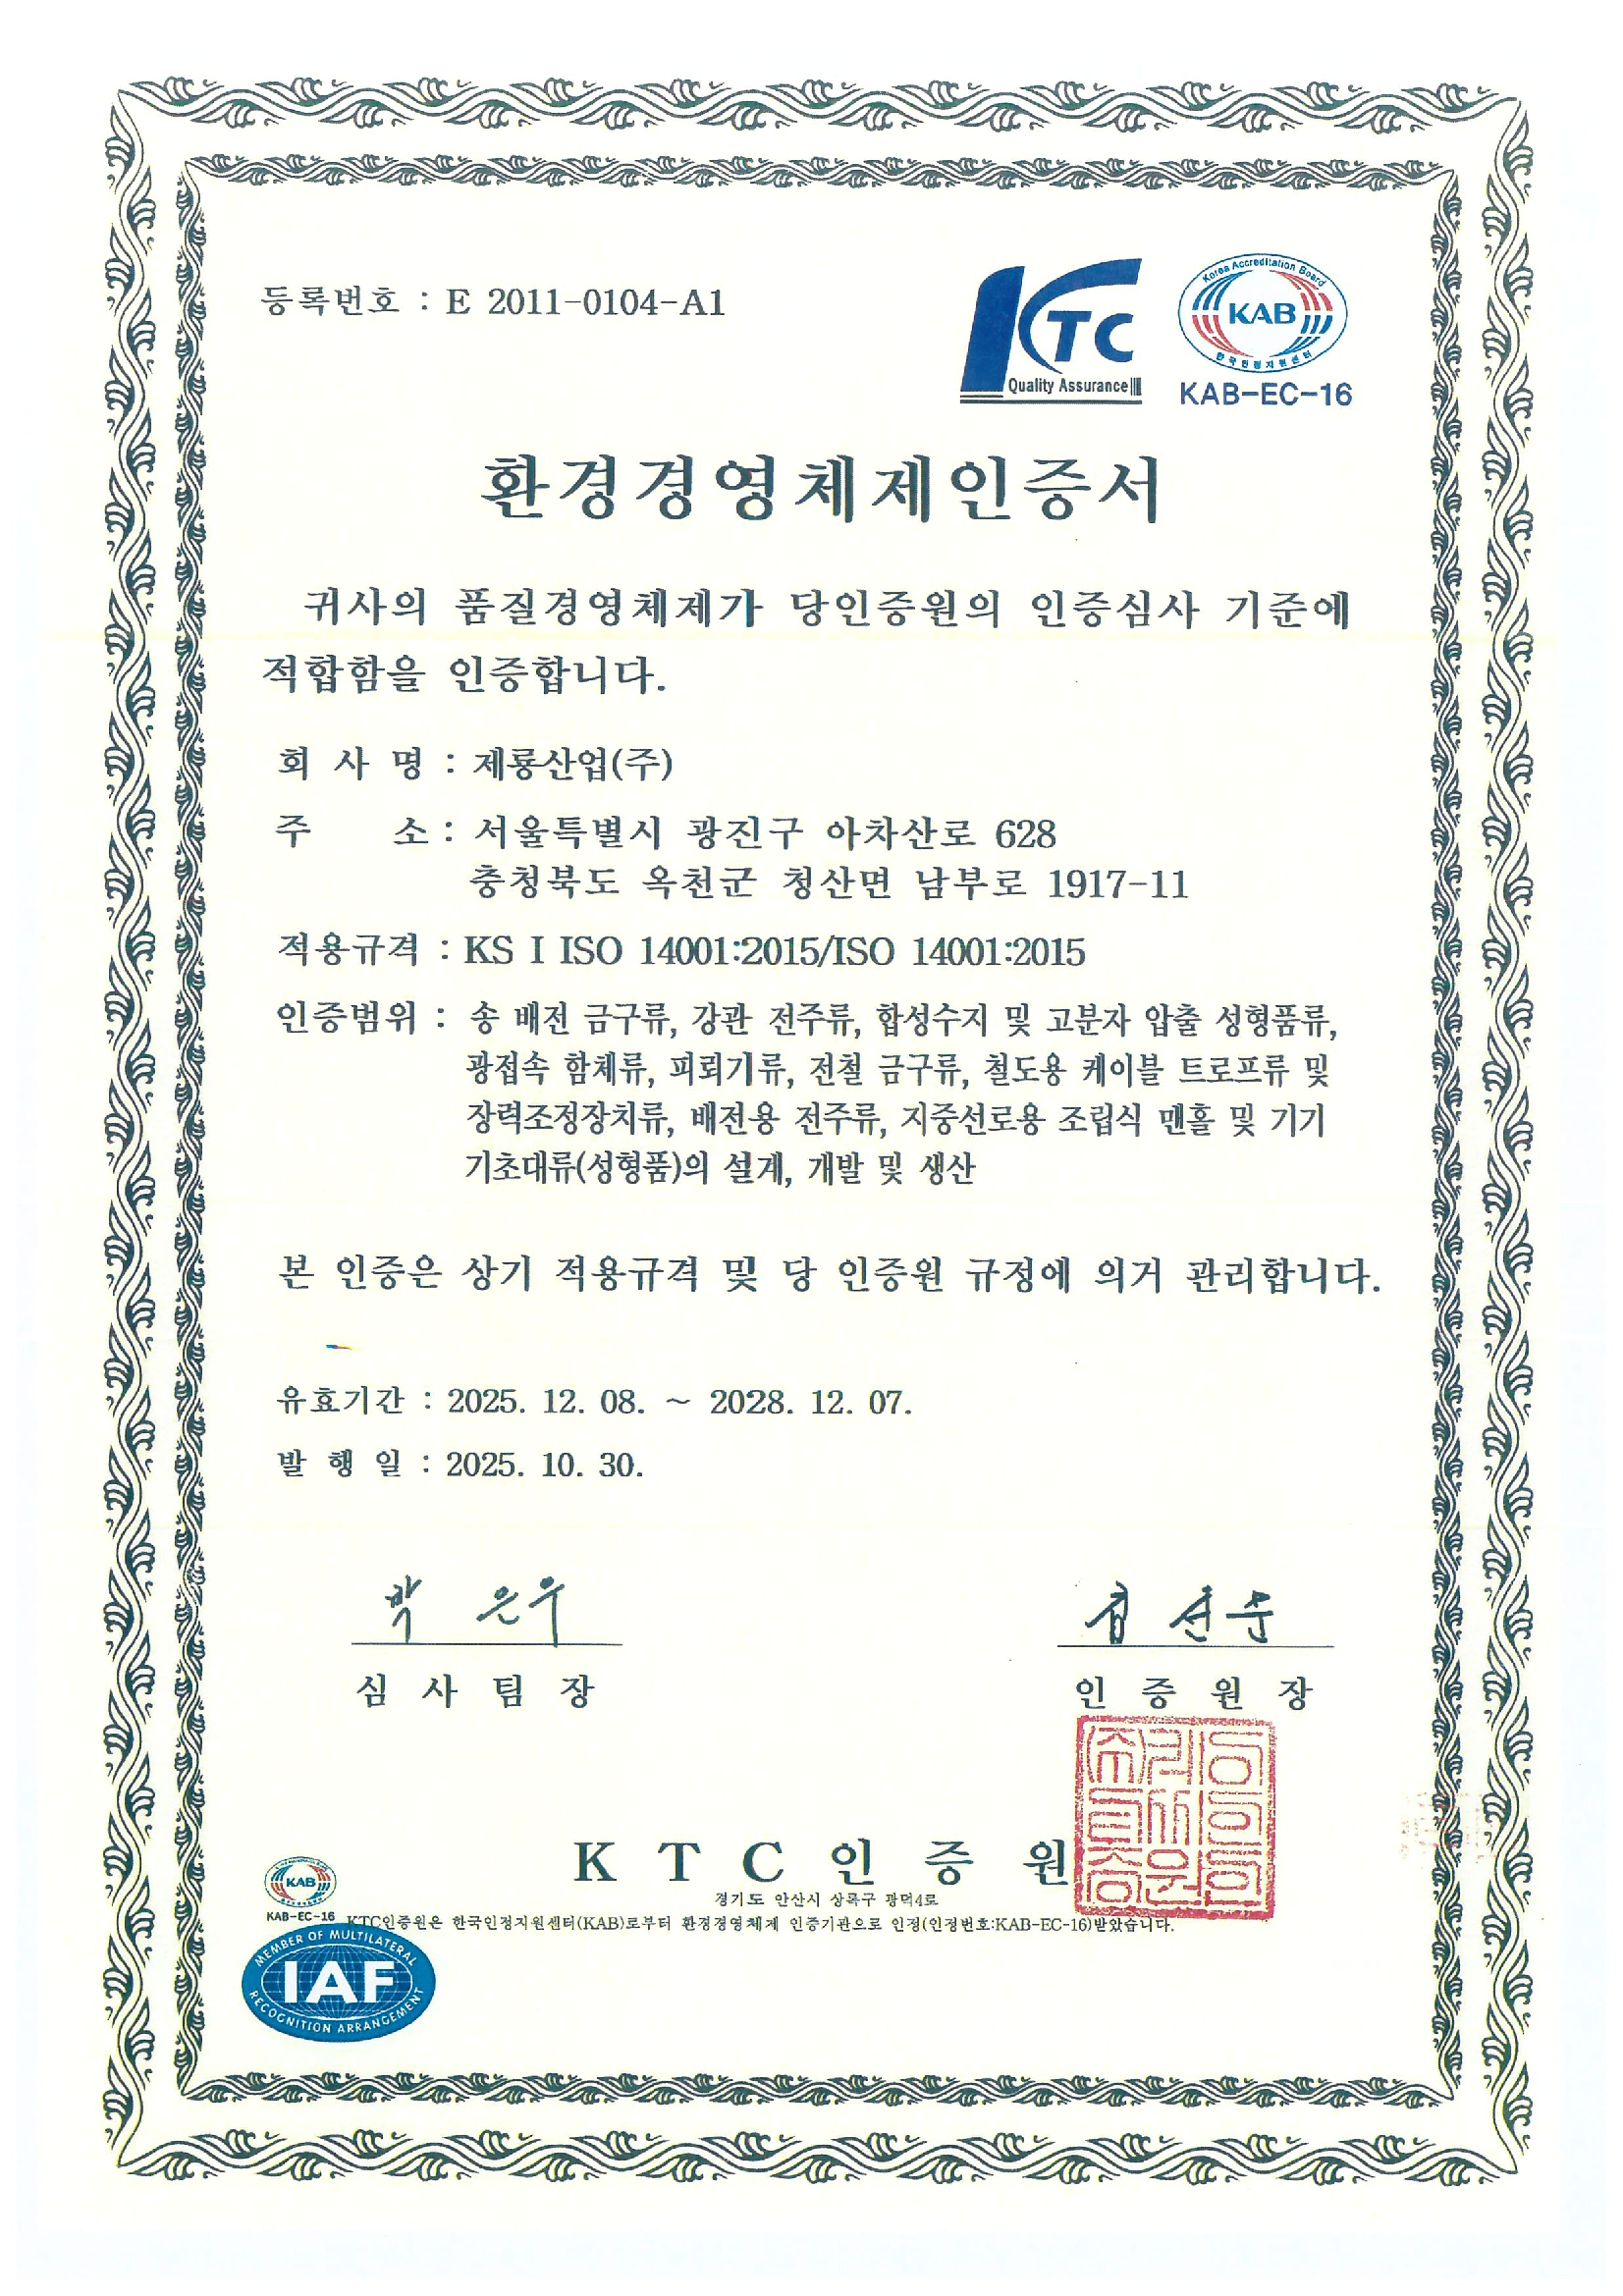 등록번호 : E 2011-0104-A1
KTC
Quality Assurance
Korea Accreditation Board
KAB
한국인정지원센터
KAB-EC-16
환경경영체제인증서
귀사의 품질경영체제가 당인증원의 인증심사 기준에
적합함을 인증합니다.
회 사 명 : 제룡산업(주)
주 소 : 서울특별시 광진구 아차산로 628
충청북도 옥천군 청산면 남부로 1917-11
적용규격 : KS I ISO 14001:2015/ISO 14001:2015
인증범위 : 송 배전 금구류, 강관 전주류, 합성수지 및 고분자 압출 성형품류,
광접속 함체류, 피뢰기류, 전철 금구류, 철도용 케이블 트로프류 및
장력조정장치류, 배전용 전주류, 지중선로용 조립식 맨홀 및 기기
기초대류(성형품)의 설계, 개발 및 생산
본 인증은 상기 적용규격 및 당 인증원 규정에 의거 관리합니다.
유효기간 : 2025. 12. 08. ~ 2028. 12. 07.
발 행 일 : 2025. 10. 30.
박 은우
심 사 팀 장
인 증 원 장
K T C 인 증 원
경기도 안산시 상록구 광덕4로
KAB
KAB-EC-16
KTC인증원은 한국인정지원센터(KAB)로부터 환경경영체제 인증기관으로 인정(인정번호:KAB-EC-16)받았습니다.
MEMBER OF MULTILATERAL
IAF
RECOGNITION ARRANGEMENT